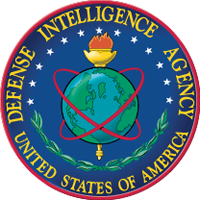 DEFENSE INTELLIGENCE AGENCY
UNITED STATES OF AMERICA